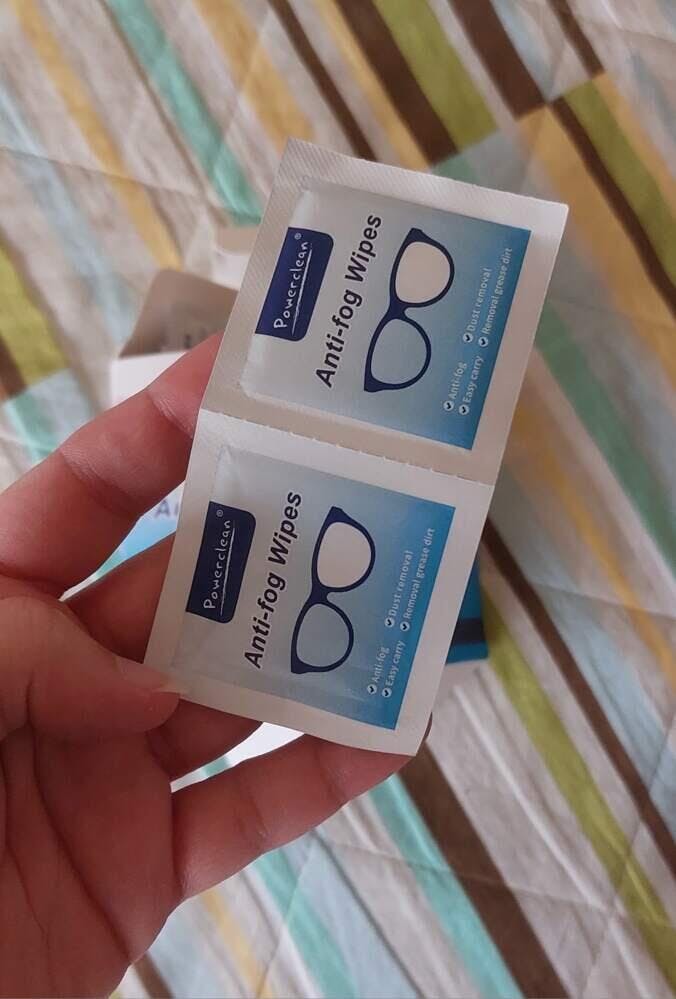 Powerclean®
Anti-fog Wipes
Anti-fog
Dust removal
Easy carry
Removal grease dirt
Powerclean®
Anti-fog Wipes
Anti-fog
Dust removal
Easy carry
Removal grease dirt